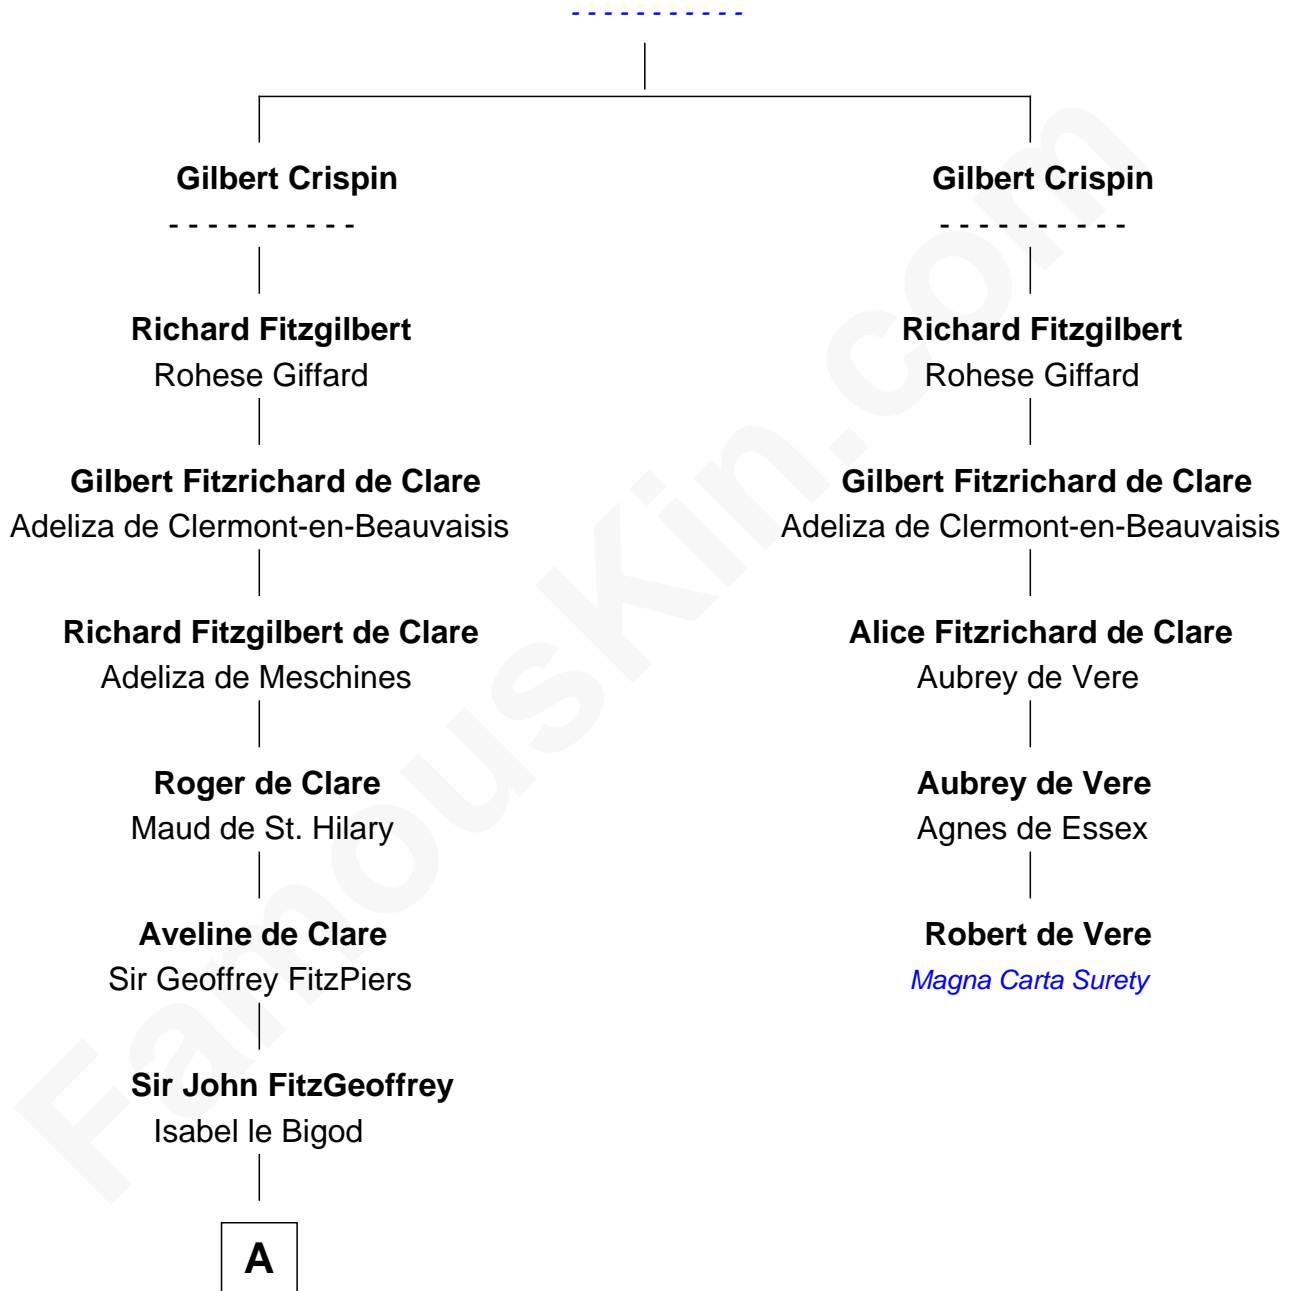 - - - - - - - - - - -
Gilbert Crispin
- - - - - - - - - -
Richard Fitzgilbert
Rohese Giffard
Gilbert Fitzrichard de Clare
Adeliza de Clermont-en-Beauvaisis
Richard Fitzgilbert de Clare
Adeliza de Meschines
Roger de Clare
Maud de St. Hilary
Aveline de Clare
Sir Geoffrey FitzPiers
Sir John FitzGeoffrey
Isabel le Bigod
A
Gilbert Crispin
- - - - - - - - - -
Richard Fitzgilbert
Rohese Giffard
Gilbert Fitzrichard de Clare
Adeliza de Clermont-en-Beauvaisis
Alice Fitzrichard de Clare
Aubrey de Vere
Aubrey de Vere
Agnes de Essex
Robert de Vere
Magna Carta Surety
FamousKin.com